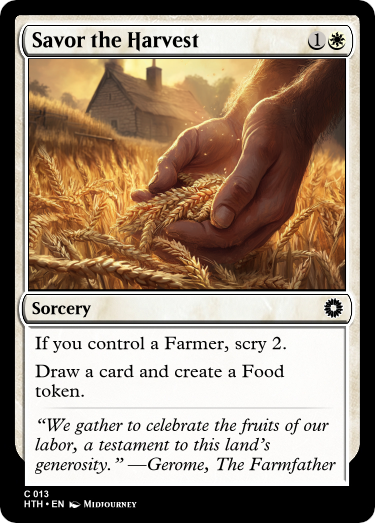 Savor the Harvest 1
Sorcery
If you control a Farmer, scry 2.
Draw a card and create a Food
token.
“We gather to celebrate the fruits of our
labor, a testament to this land’s
generosity.” —Gerome, The Farmfather
C 013
HTH • EN Midjourney